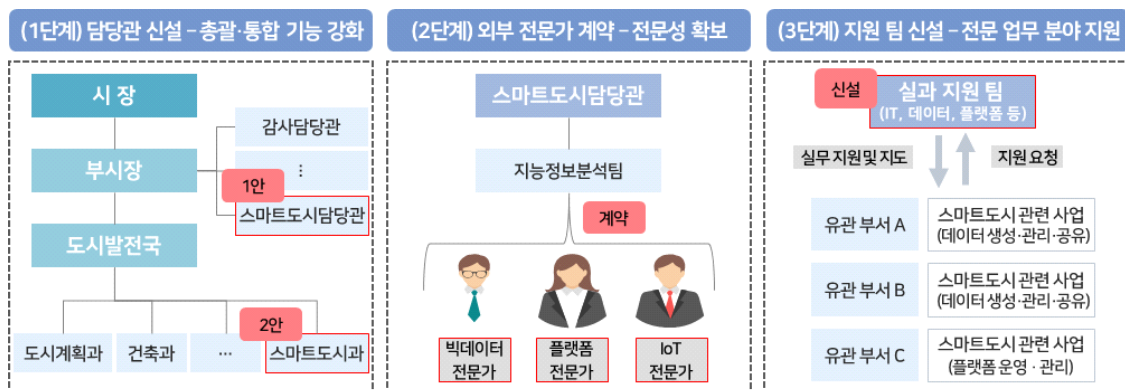 (1단계) 담당관 신설 – 총괄·통합 기능 강화
시 장
감사담당관
부시장
⋮
1안
스마트도시담당관
도시발전국
2안
도시계획과
건축과
⋯
스마트도시과
(2단계) 외부 전문가 계약 – 전문성 확보
스마트도시담당관
지능정보분석팀
계약
빅데이터
전문가
플랫폼
전문가
IoT
전문가
(3단계) 지원 팀 신설 – 전문 업무 분야 지원
신설
실과 지원 팀
(IT, 데이터, 플랫폼 등)
실무 지원 및 지도
지원 요청
유관 부서 A
스마트도시 관련 사업
(데이터 생성·관리·공유)
유관 부서 B
스마트도시 관련 사업
(데이터 생성·관리·공유)
유관 부서 C
스마트도시 관련 사업
(플랫폼 운영 · 관리)